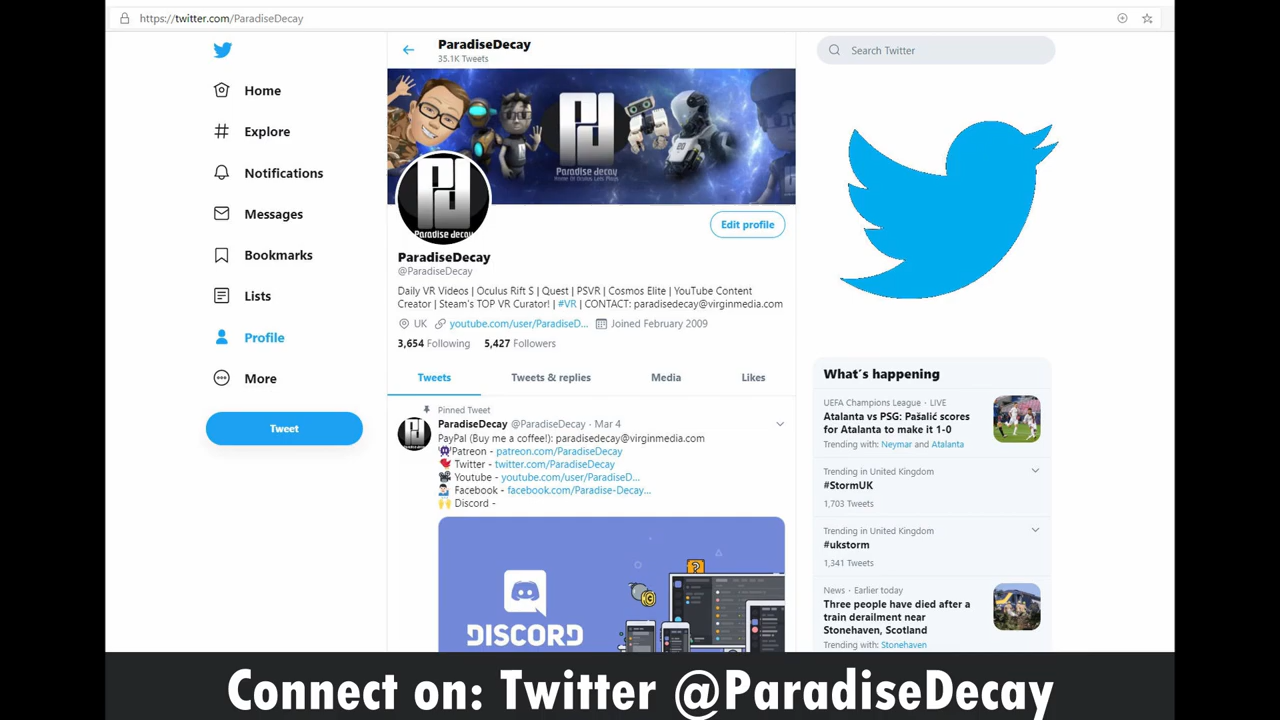 https://twitter.com/ParadiseDecay
Home
Explore
Notifications
Messages
Bookmarks
Lists
Profile
More
Tweet
ParadiseDecay
35.1K Tweets
Paradise decay
Paradise decay
Edit profile
ParadiseDecay
@ParadiseDecay
Daily VR Videos | Oculus Rift S | Quest | PSVR | Cosmos Elite | YouTube Content
Creator | Steam's TOP VR Curator! | #VR | CONTACT: paradisedecay@virginmedia.com
UK youtube.com/user/ParadiseD... Joined February 2009
3,654 Following 5,427 Followers
Tweets Tweets & replies Media Likes
Pinned Tweet
ParadiseDecay @ParadiseDecay · Mar 4
PayPal (Buy me a coffee!): paradisedecay@virginmedia.com
Patreon - patreon.com/ParadiseDecay
Twitter - twitter.com/ParadiseDecay
Youtube - youtube.com/user/ParadiseD...
Facebook - facebook.com/Paradise-Decay...
Discord -
DISCORD
Search Twitter
What´s happening
UEFA Champions League · LIVE
Atalanta vs PSG: Pašalić scores
for Atalanta to make it 1-0
Trending with: Neymar and Atalanta
Trending in United Kingdom
#StormUK
1,703 Tweets
Trending in United Kingdom
#ukstorm
1,341 Tweets
News · Earlier today
Three people have died after a
train derailment near
Stonehaven, Scotland
Trending with: Stonehaven
Connect on: Twitter @ParadiseDecay